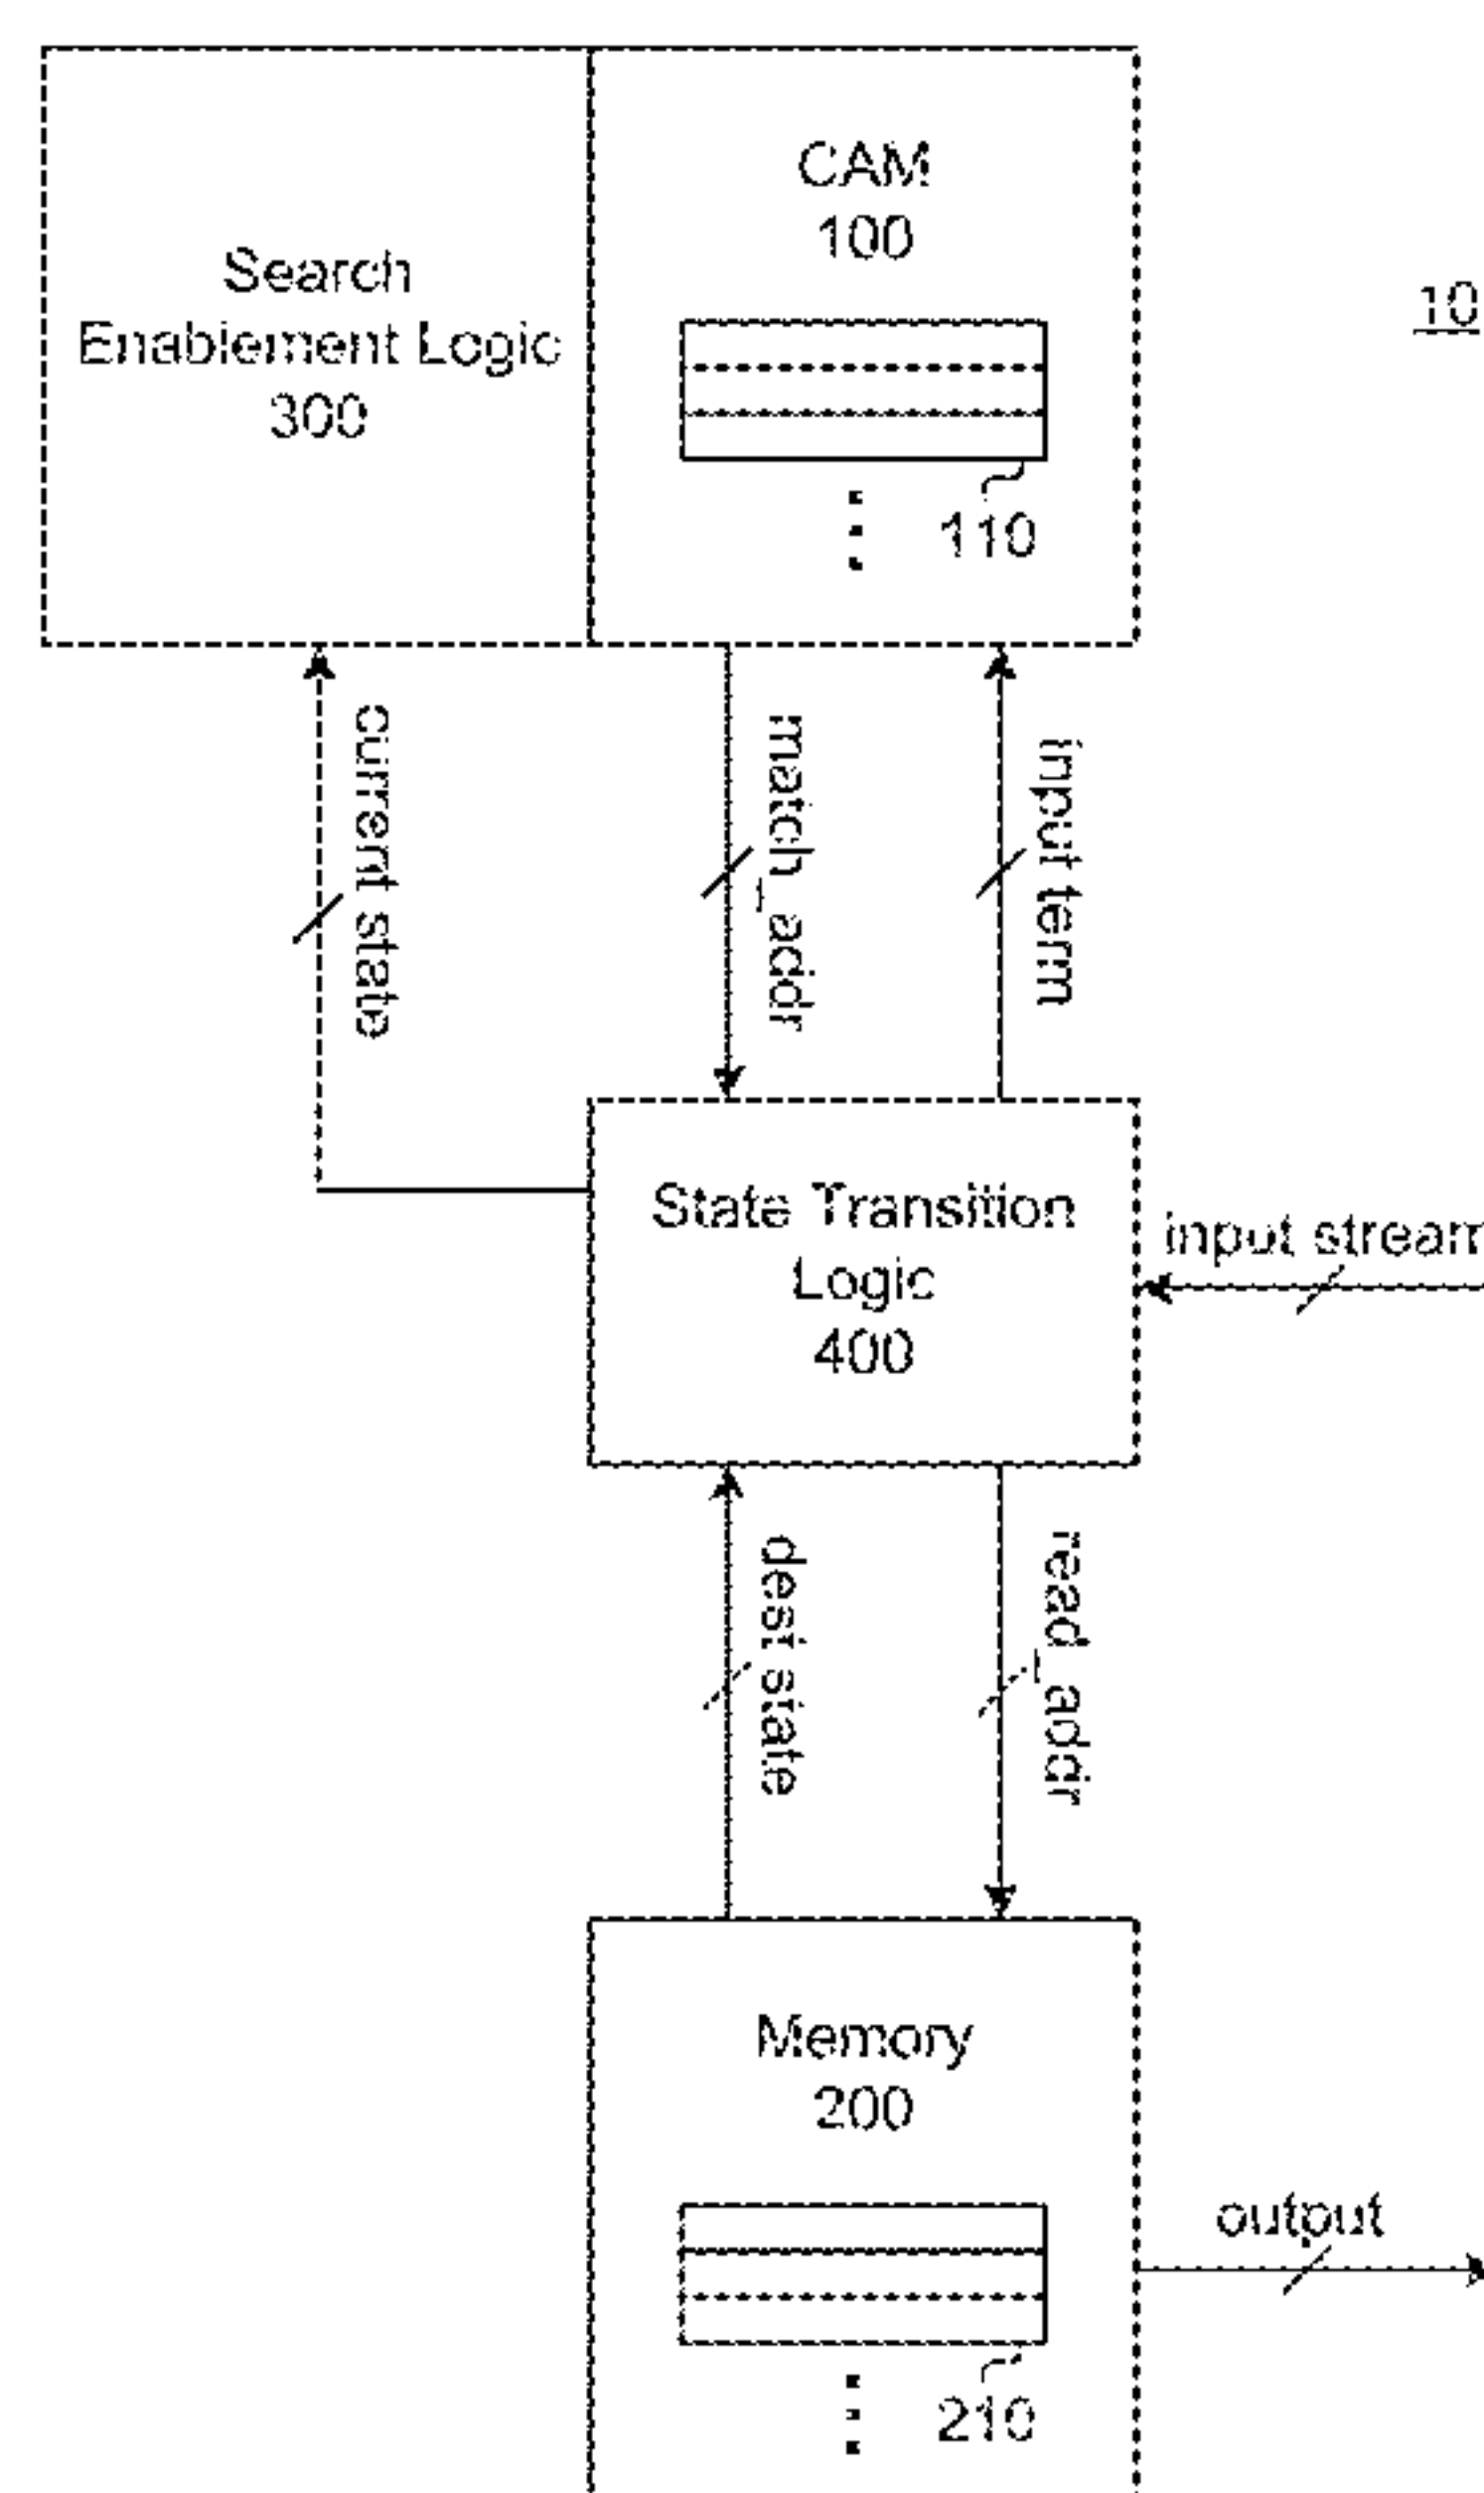 CAM
100
10
Search
Enablement Logic
300
110
current state
match_addr
input term
State Transition
Logic
400
input stream
dest state
read_addr
Memory
200
output
210